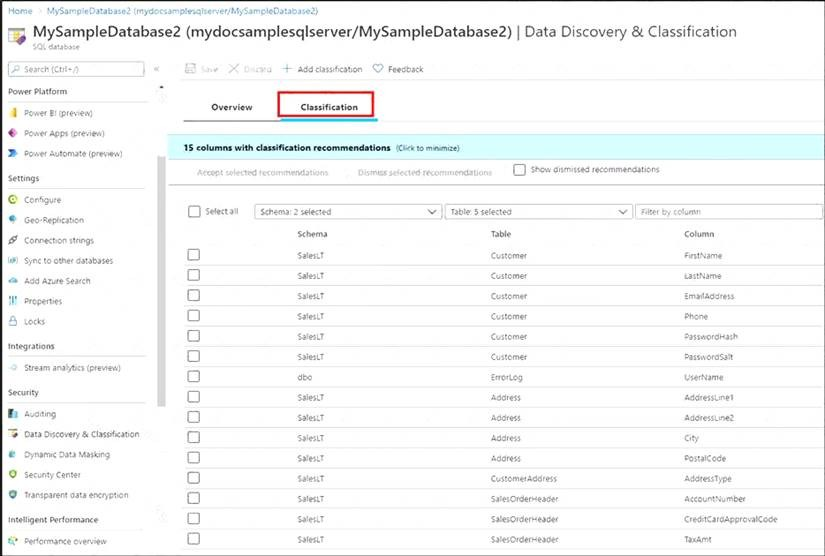 Home > MySampleDatabase2 (mydocsamplesqlserver/MySampleDatabase2)
MySampleDatabase2 (mydocsamplesqlserver/MySampleDatabase2) | Data Discovery & Classification
SQL database
Search (Ctrl+/)
«
Save
Discard
+ Add classification
Feedback
Power Platform
Power BI (preview)
Power Apps (preview)
Power Automate (preview)
Settings
Configure
Geo-Replication
Connection strings
Sync to other databases
Add Azure Search
Properties
Locks
Integrations
Stream analytics (preview)
Security
Auditing
Data Discovery & Classification
Dynamic Data Masking
Security Center
Transparent data encryption
Intelligent Performance
Performance overview
Overview
Classification
15 columns with classification recommendations (Click to minimize)
Accept selected recommendations
Dismiss selected recommendations
Show dismissed recommendations
Select all
Schema: 2 selected
Table: 5 selected
Filter by column
Schema Table Column
SalesLT Customer FirstName
SalesLT Customer LastName
SalesLT Customer EmailAddress
SalesLT Customer Phone
SalesLT Customer PasswordHash
SalesLT Customer PasswordSalt
dbo ErrorLog UserName
SalesLT Address AddressLine1
SalesLT Address AddressLine2
SalesLT Address City
SalesLT Address PostalCode
SalesLT CustomerAddress AddressType
SalesLT SalesOrderHeader AccountNumber
SalesLT SalesOrderHeader CreditCardApprovalCode
SalesLT SalesOrderHeader TaxAmt